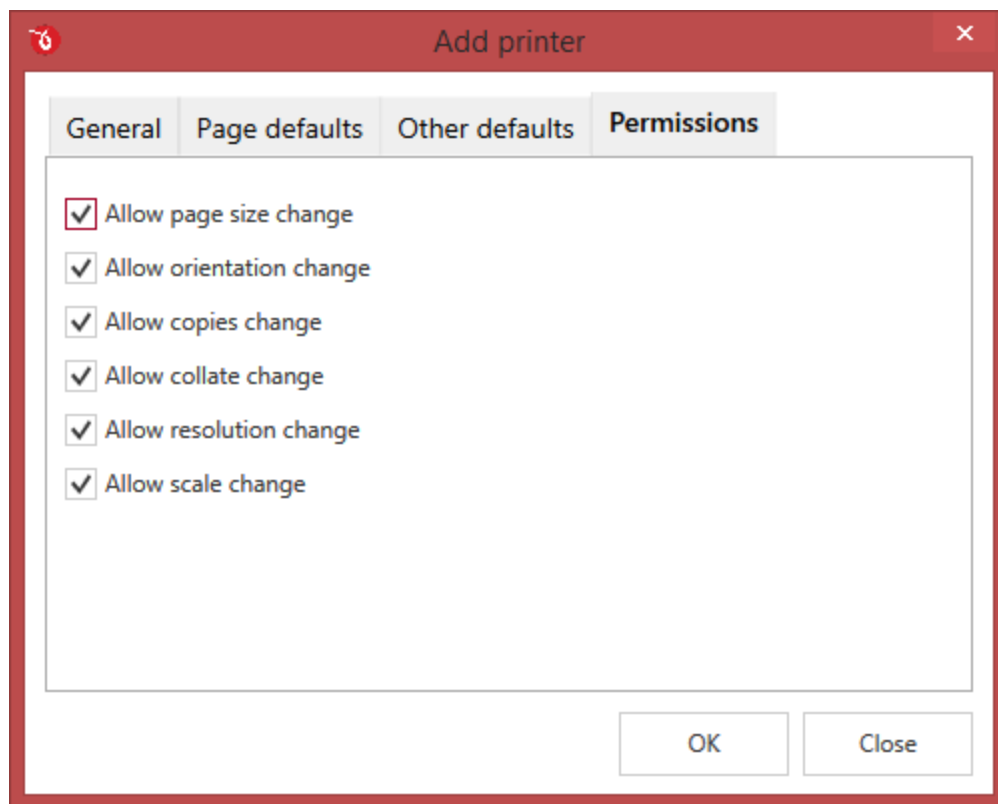 Add printer
General Page defaults Other defaults Permissions
Allow page size change
Allow orientation change
Allow copies change
Allow collate change
Allow resolution change
Allow scale change
OK Close